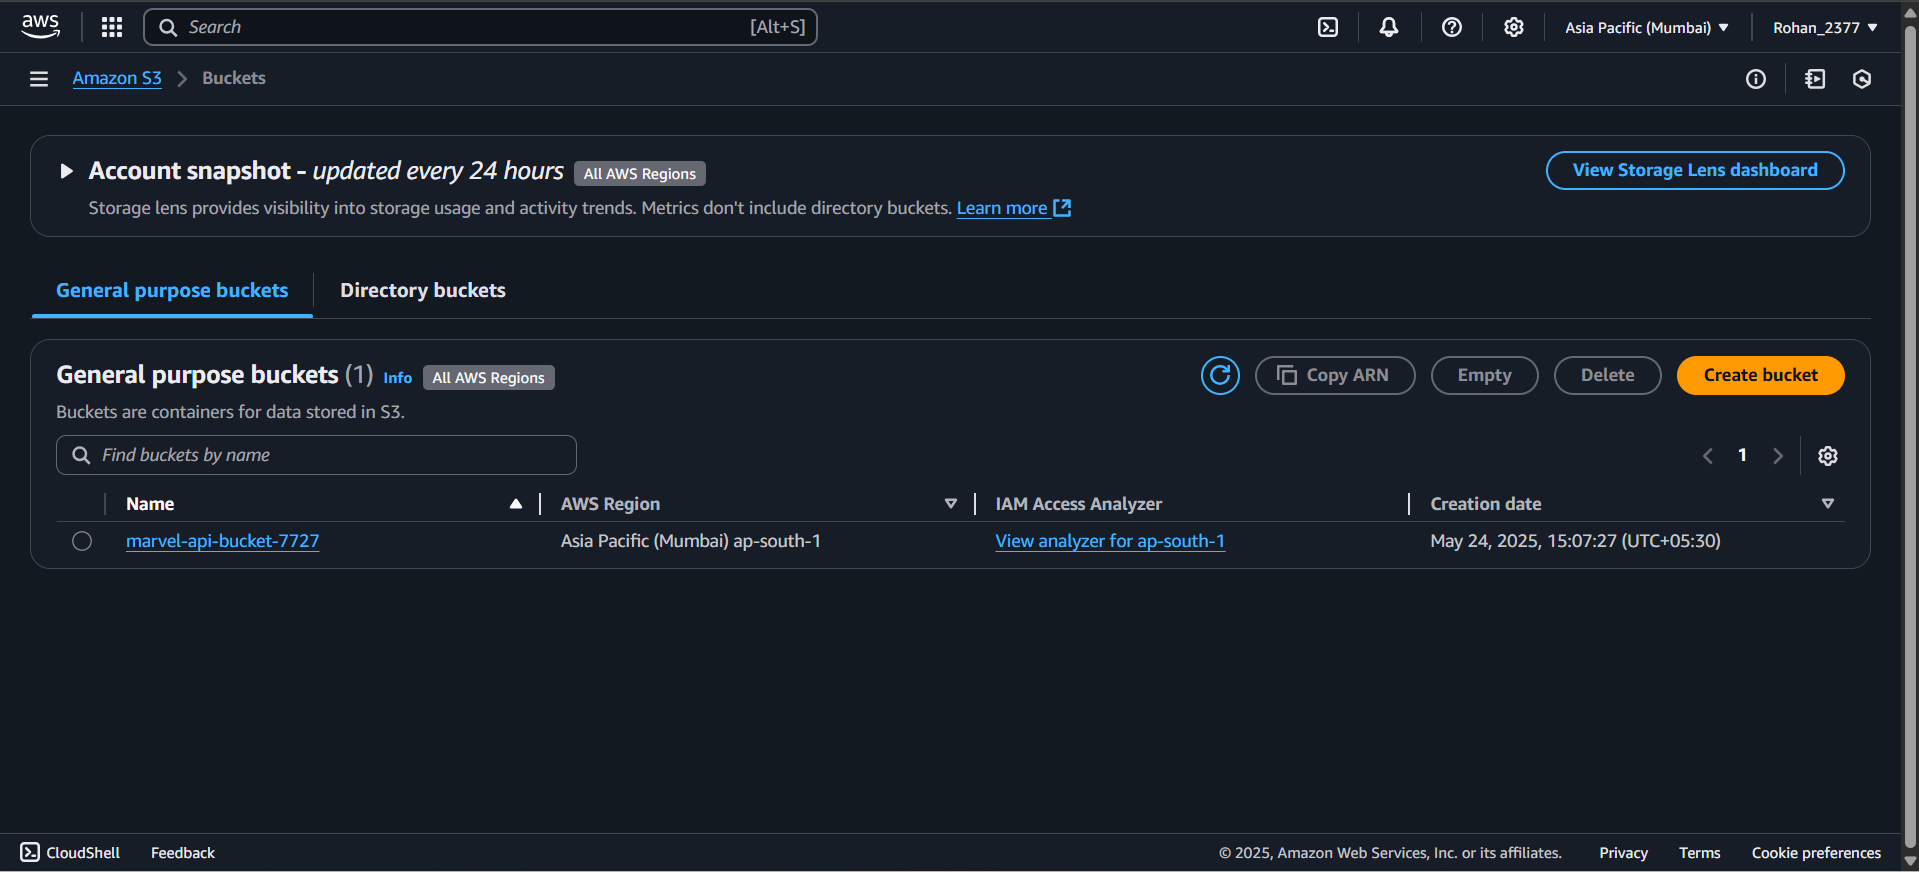 aws
Search [Alt+S]
Asia Pacific (Mumbai)
Rohan_2377
Amazon S3 > Buckets
Account snapshot - updated every 24 hours All AWS Regions
View Storage Lens dashboard
Storage lens provides visibility into storage usage and activity trends. Metrics don't include directory buckets. Learn more
General purpose buckets
Directory buckets
General purpose buckets (1) Info All AWS Regions
Copy ARN
Empty
Delete
Create bucket
Buckets are containers for data stored in S3.
Find buckets by name
1
Name AWS Region IAM Access Analyzer Creation date
marvel-api-bucket-7727 Asia Pacific (Mumbai) ap-south-1 View analyzer for ap-south-1 May 24, 2025, 15:07:27 (UTC+05:30)
CloudShell Feedback © 2025, Amazon Web Services, Inc. or its affiliates. Privacy Terms Cookie preferences